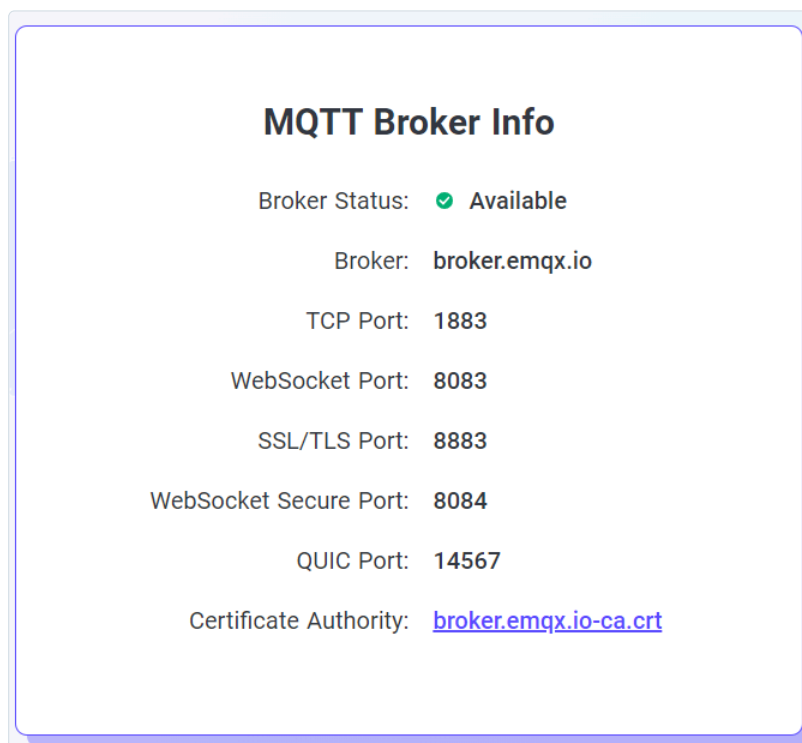 MQTT Broker Info
Broker Status: Available
Broker: broker.emqx.io
TCP Port: 1883
WebSocket Port: 8083
SSL/TLS Port: 8883
WebSocket Secure Port: 8084
QUIC Port: 14567
Certificate Authority: broker.emqx.io-ca.crt